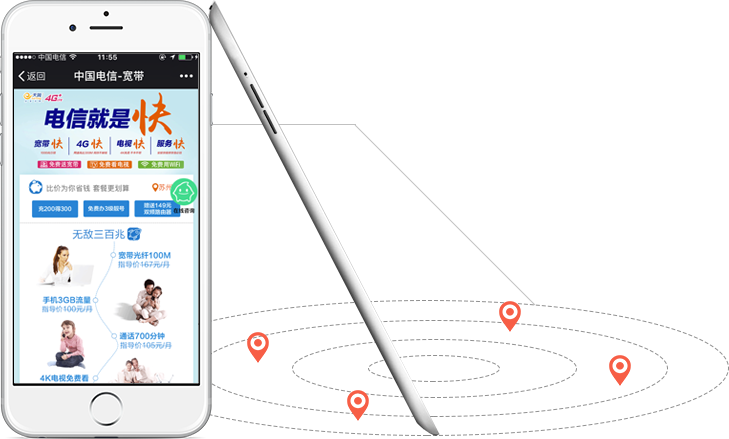 中国电信
11:55
返回
中国电信-宽带
天翼 4G+
电信就是快
宽带快 4G快 电视快 服务快
免费送宽带 免费看电视 免费用WiFi
比价为你省钱 套餐更划算
苏州
在线咨询
充200得300 免费办3级靓号 赠送149元
双频路由器
无敌三百兆
宽带光纤100M
指导价167元/月
手机3GB流量
指导价100元/月
通话700分钟
指导价105元/月
4K电视免费看